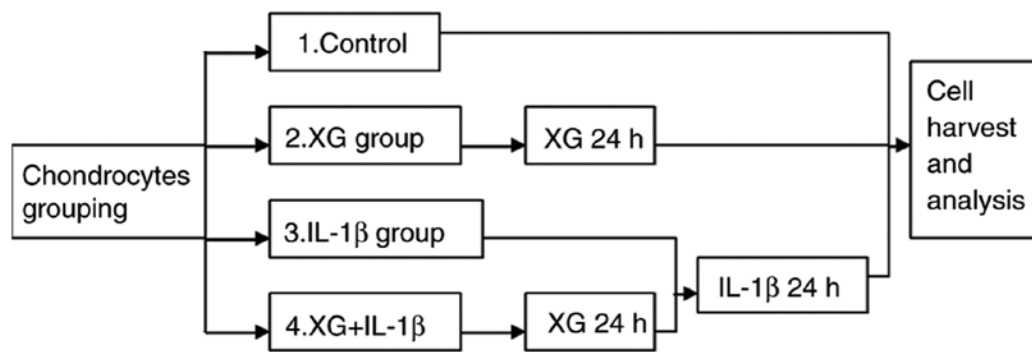 Chondrocytes
grouping
1.Control
2.XG group
XG 24 h
3.IL-1β group
4.XG+IL-1β
XG 24 h
IL-1β 24 h
Cell
harvest
and
analysis